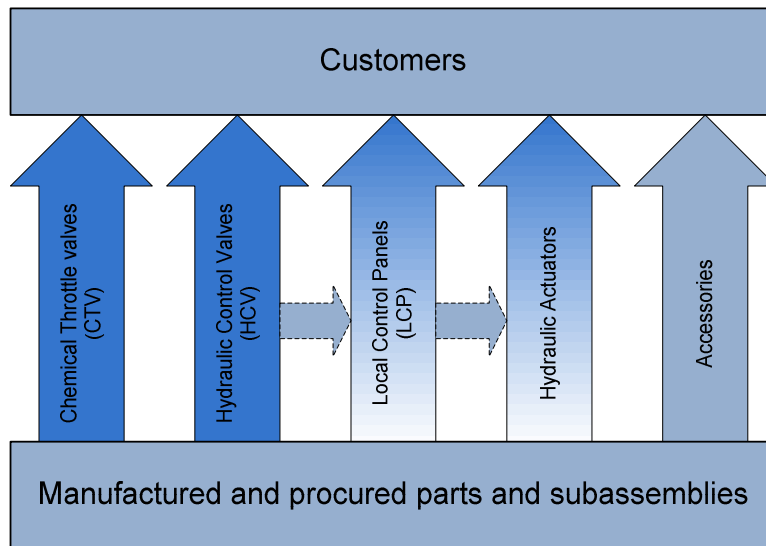 Customers
Chemical Throttle valves
(CTV)
Hydraulic Control Valves
(HCV)
Local Control Panels
(LCP)
Hydraulic Actuators
Accessories
Manufactured and procured parts and subassemblies